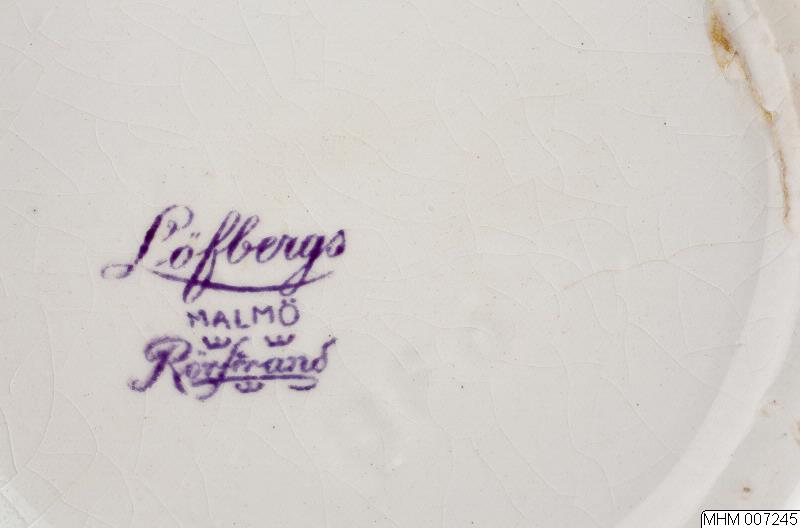 Löfbergs
MALMÖ
Rörstrand
MHM 007245